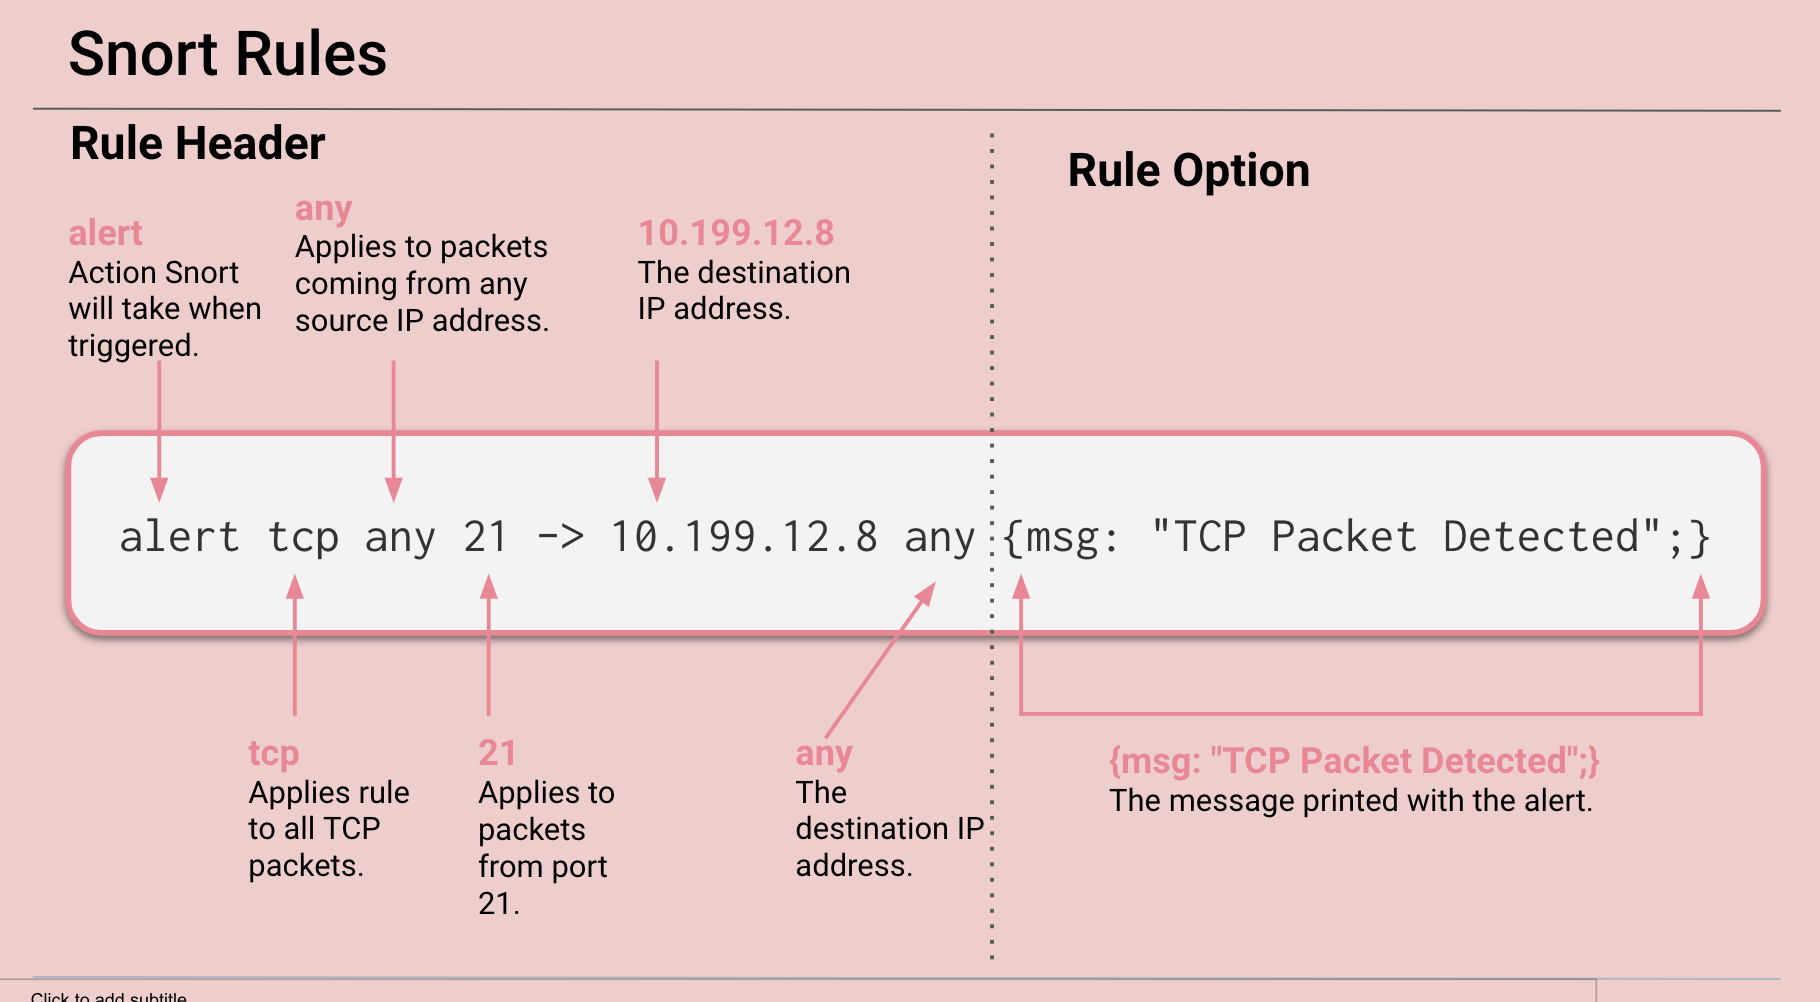 Snort Rules
Rule Header
Rule Option
alert
Action Snort
will take when
triggered.
any
Applies to packets
coming from any
source IP address.
10.199.12.8
The destination
IP address.
alert tcp any 21 -> 10.199.12.8 any {msg: "TCP Packet Detected";}
tcp
Applies rule
to all TCP
packets.
21
Applies to
packets
from port
21.
any
The
destination IP
address.
{msg: "TCP Packet Detected";}
The message printed with the alert.
Click to add subtitle